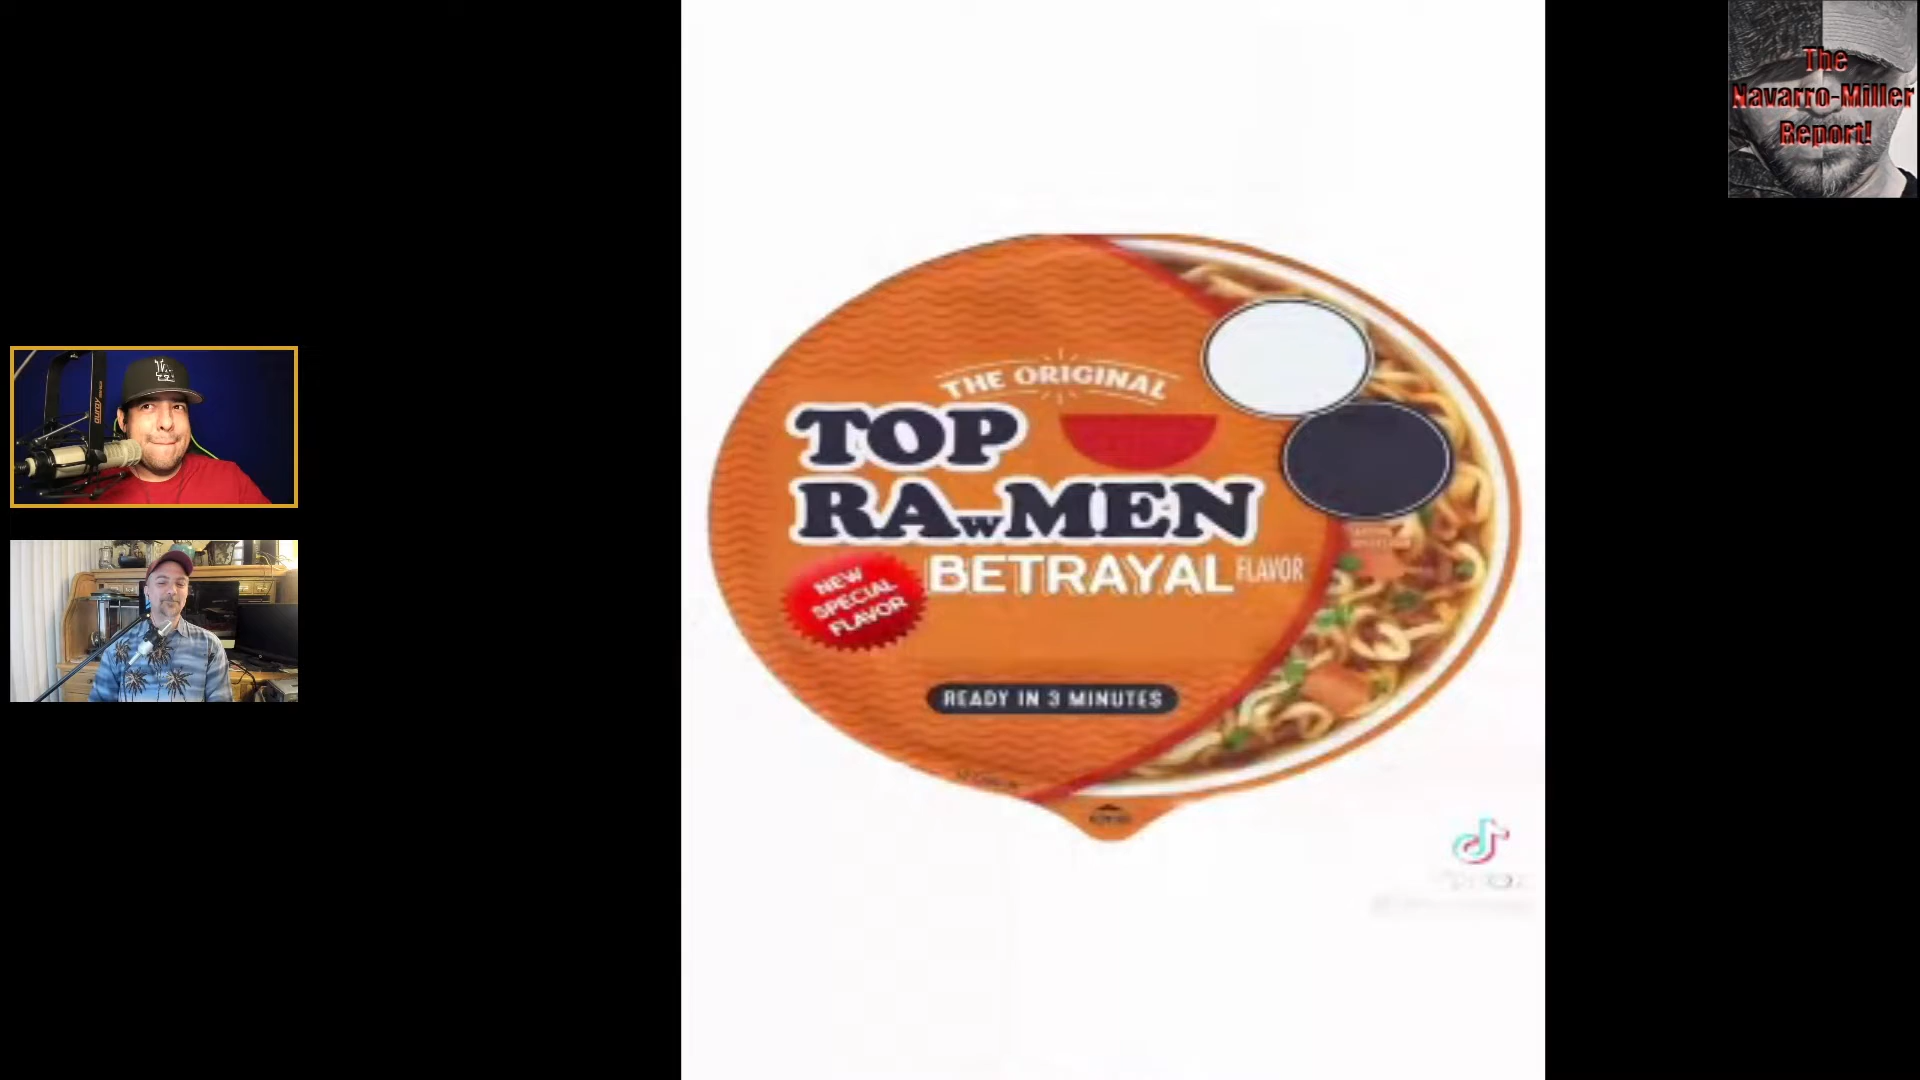 The
Navarro-Miller
Report!
THE ORIGINAL
TOP
RAwMEN
BETRAYAL FLAVOR
NEW
SPECIAL
FLAVOR
READY IN 3 MINUTES